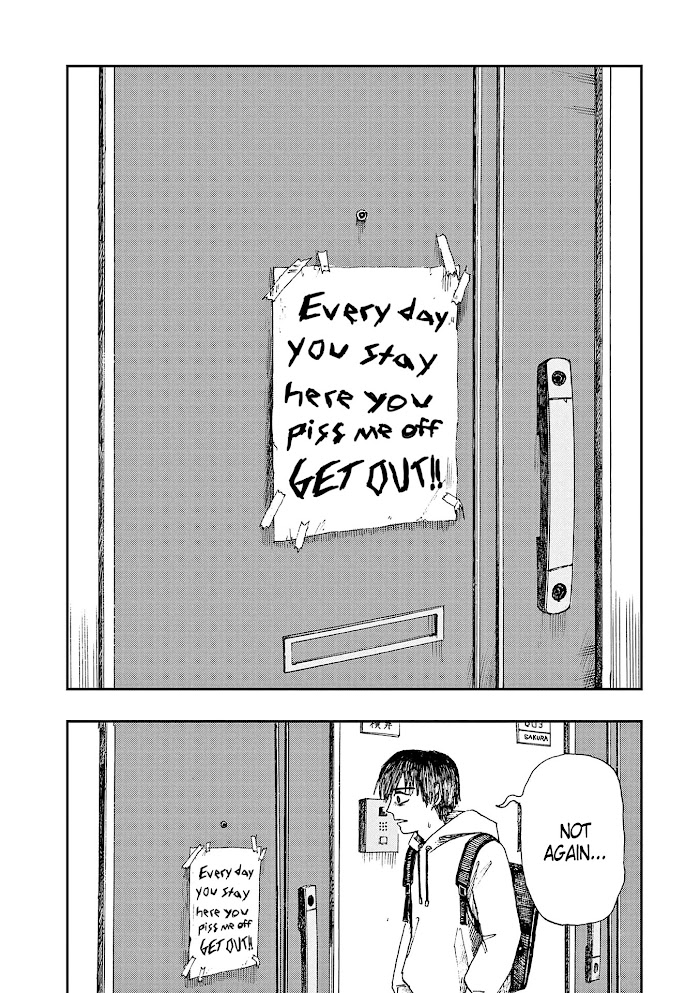 Every day
you stay
here you
piss me off
GET OUT!!
SAKURA
Every day
you stay
here you
piss me off
GET OUT!!
NOT
AGAIN...